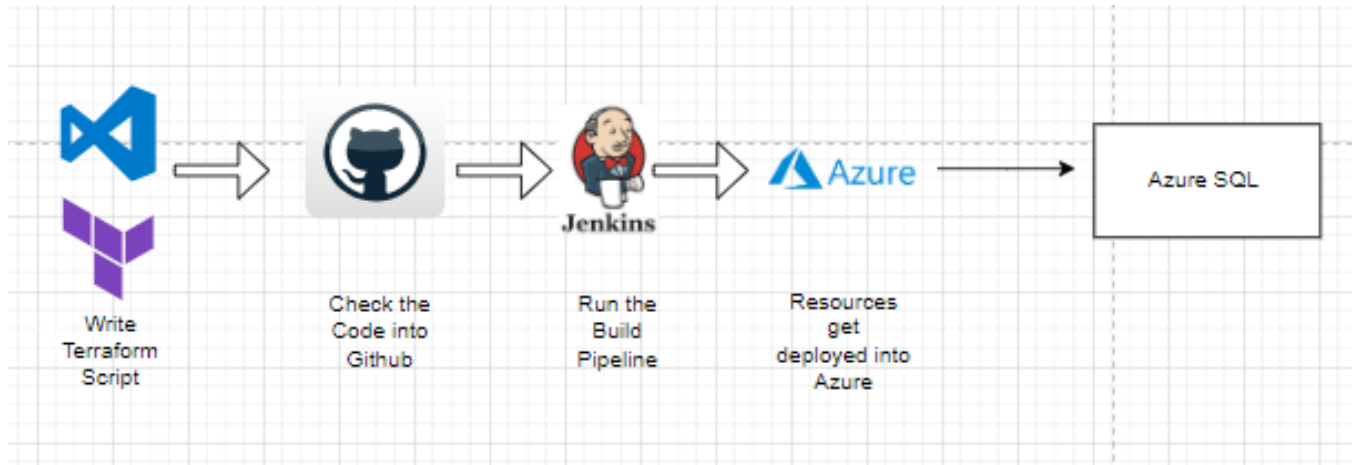 Azure
Azure SQL
Jenkins
Write
Terraform
Script
Check the
Code into
Github
Run the
Build
Pipeline
Resources
get
deployed into
Azure